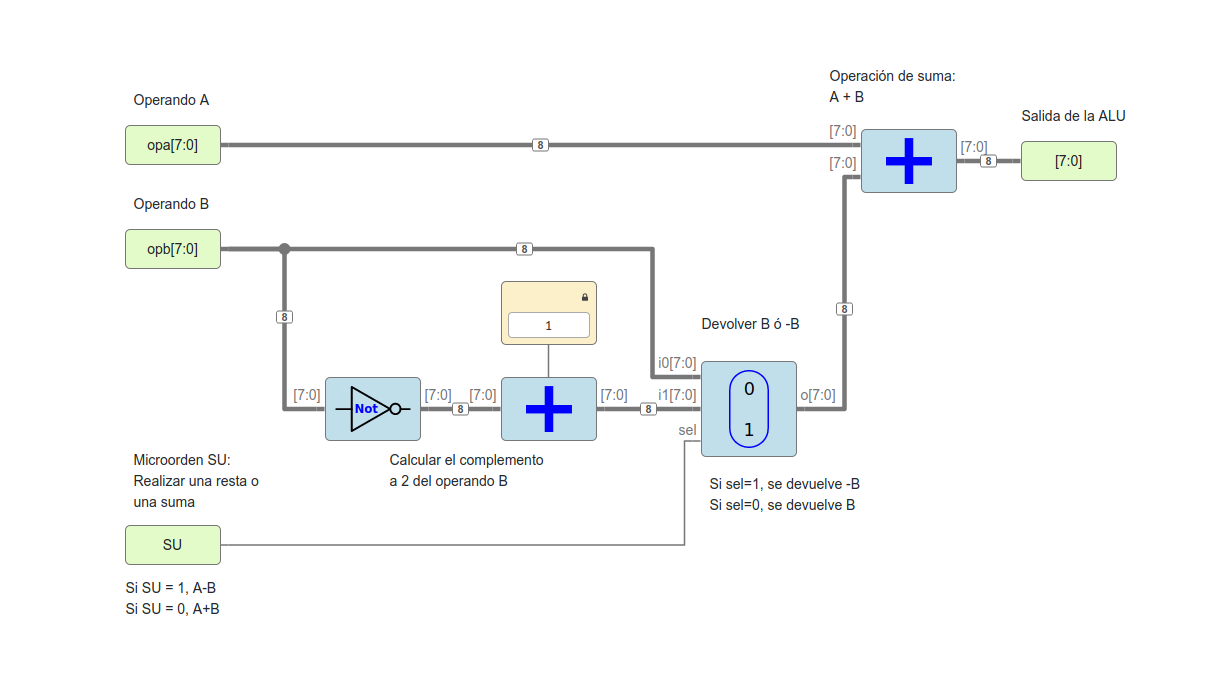 Operación de suma:
A + B
Operando A
Salida de la ALU
opa[7:0]
8
[7:0]
[7:0]
[7:0]
8
[7:0]
Operando B
opb[7:0]
8
8
8
1
Devolver B ó -B
i0[7:0]
[7:0]
Not
[7:0]
8
[7:0]
[7:0]
8
i1[7:0]
sel
0
1
o[7:0]
Microorden SU:
Realizar una resta o
una suma
Calcular el complemento
a 2 del operando B
Si sel=1, se devuelve -B
Si sel=0, se devuelve B
SU
Si SU = 1, A-B
Si SU = 0, A+B